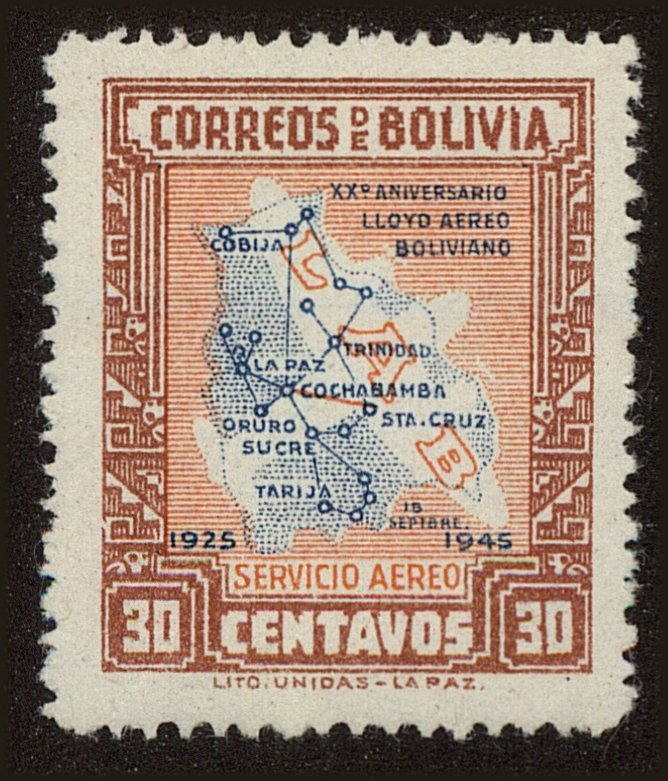 CORREOS DE BOLIVIA
XXº ANIVERSARIO
LLOYD AEREO
BOLIVIANO
COBIJA
L
A
B
TRINIDAD
LA PAZ
COCHABAMBA
STA. CRUZ
ORURO
SUCRE
TARIJA
15
SEPTBRE.
1925
1945
SERVICIO AEREO
30 CENTAVOS 30
LITO. UNIDAS - LA PAZ.